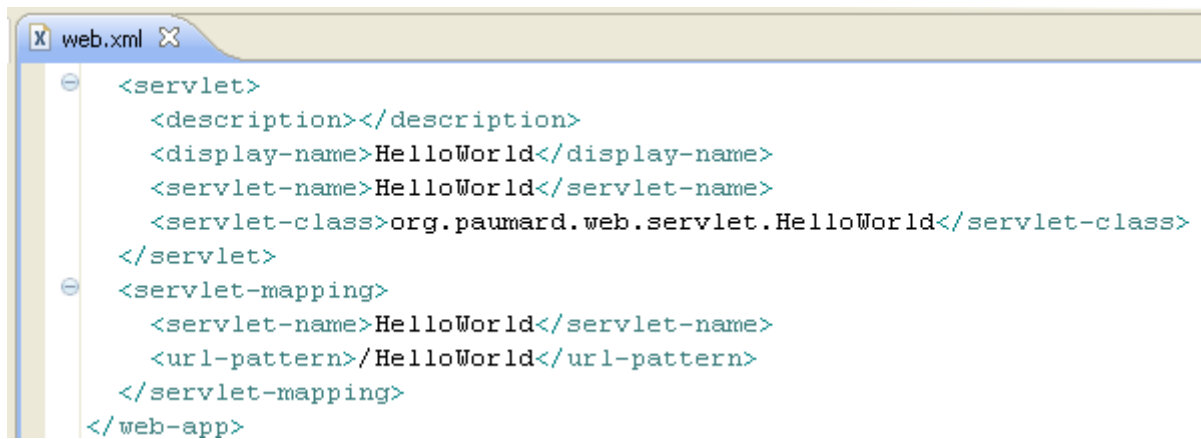 web.xml
<servlet>
<description></description>
<display-name>HelloWorld</display-name>
<servlet-name>HelloWorld</servlet-name>
<servlet-class>org.paumard.web.servlet.HelloWorld</servlet-class>
</servlet>
<servlet-mapping>
<servlet-name>HelloWorld</servlet-name>
<url-pattern>/HelloWorld</url-pattern>
</servlet-mapping>
</web-app>